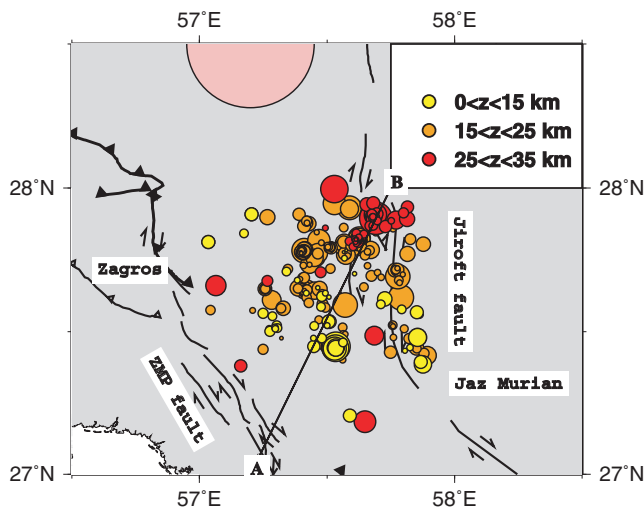 57°E 58°E
0<z<15 km
15<z<25 km
25<z<35 km
28°N 28°N
B
Zagros
Jiroft fault
ZMP fault
Jaz Murian
A
27°N 27°N
57°E 58°E